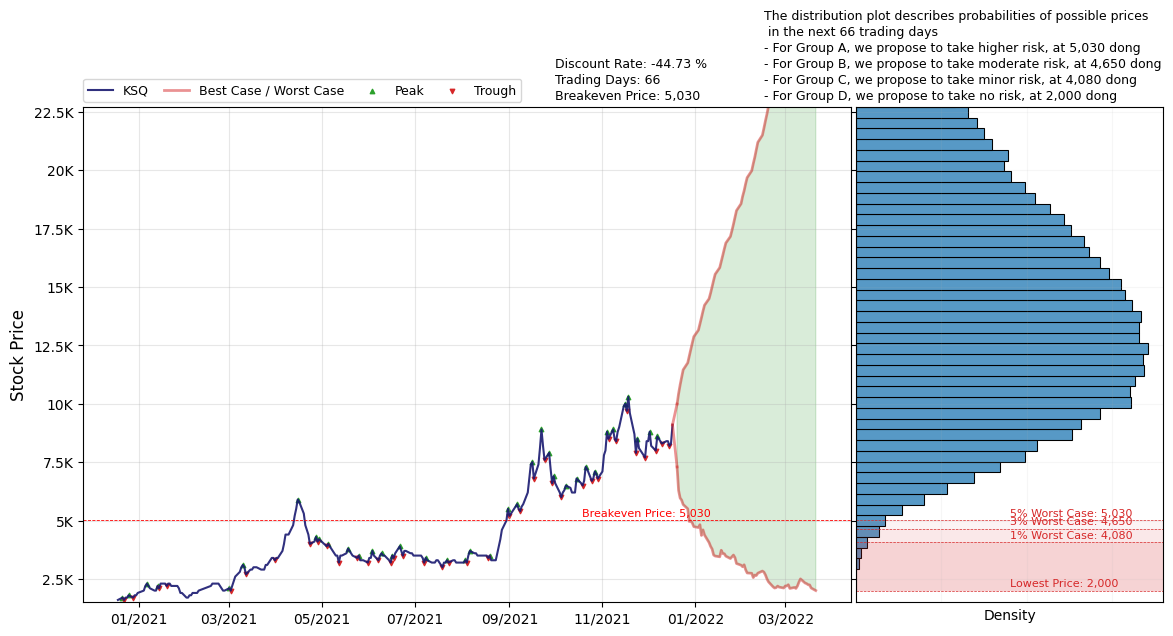 The distribution plot describes probabilities of possible prices
in the next 66 trading days
- For Group A, we propose to take higher risk, at 5,030 dong
- For Group B, we propose to take moderate risk, at 4,650 dong
- For Group C, we propose to take minor risk, at 4,080 dong
- For Group D, we propose to take no risk, at 2,000 dong
Discount Rate: -44.73 %
Trading Days: 66
Breakeven Price: 5,030
KSQ
Best Case / Worst Case
Peak
Trough
Stock Price
22.5K
20K
17.5K
15K
12.5K
10K
7.5K
5K
2.5K
Breakeven Price: 5,030
01/2021
03/2021
05/2021
07/2021
09/2021
11/2021
01/2022
03/2022
5% Worst Case: 5,030
3% Worst Case: 4,650
1% Worst Case: 4,080
Lowest Price: 2,000
Density